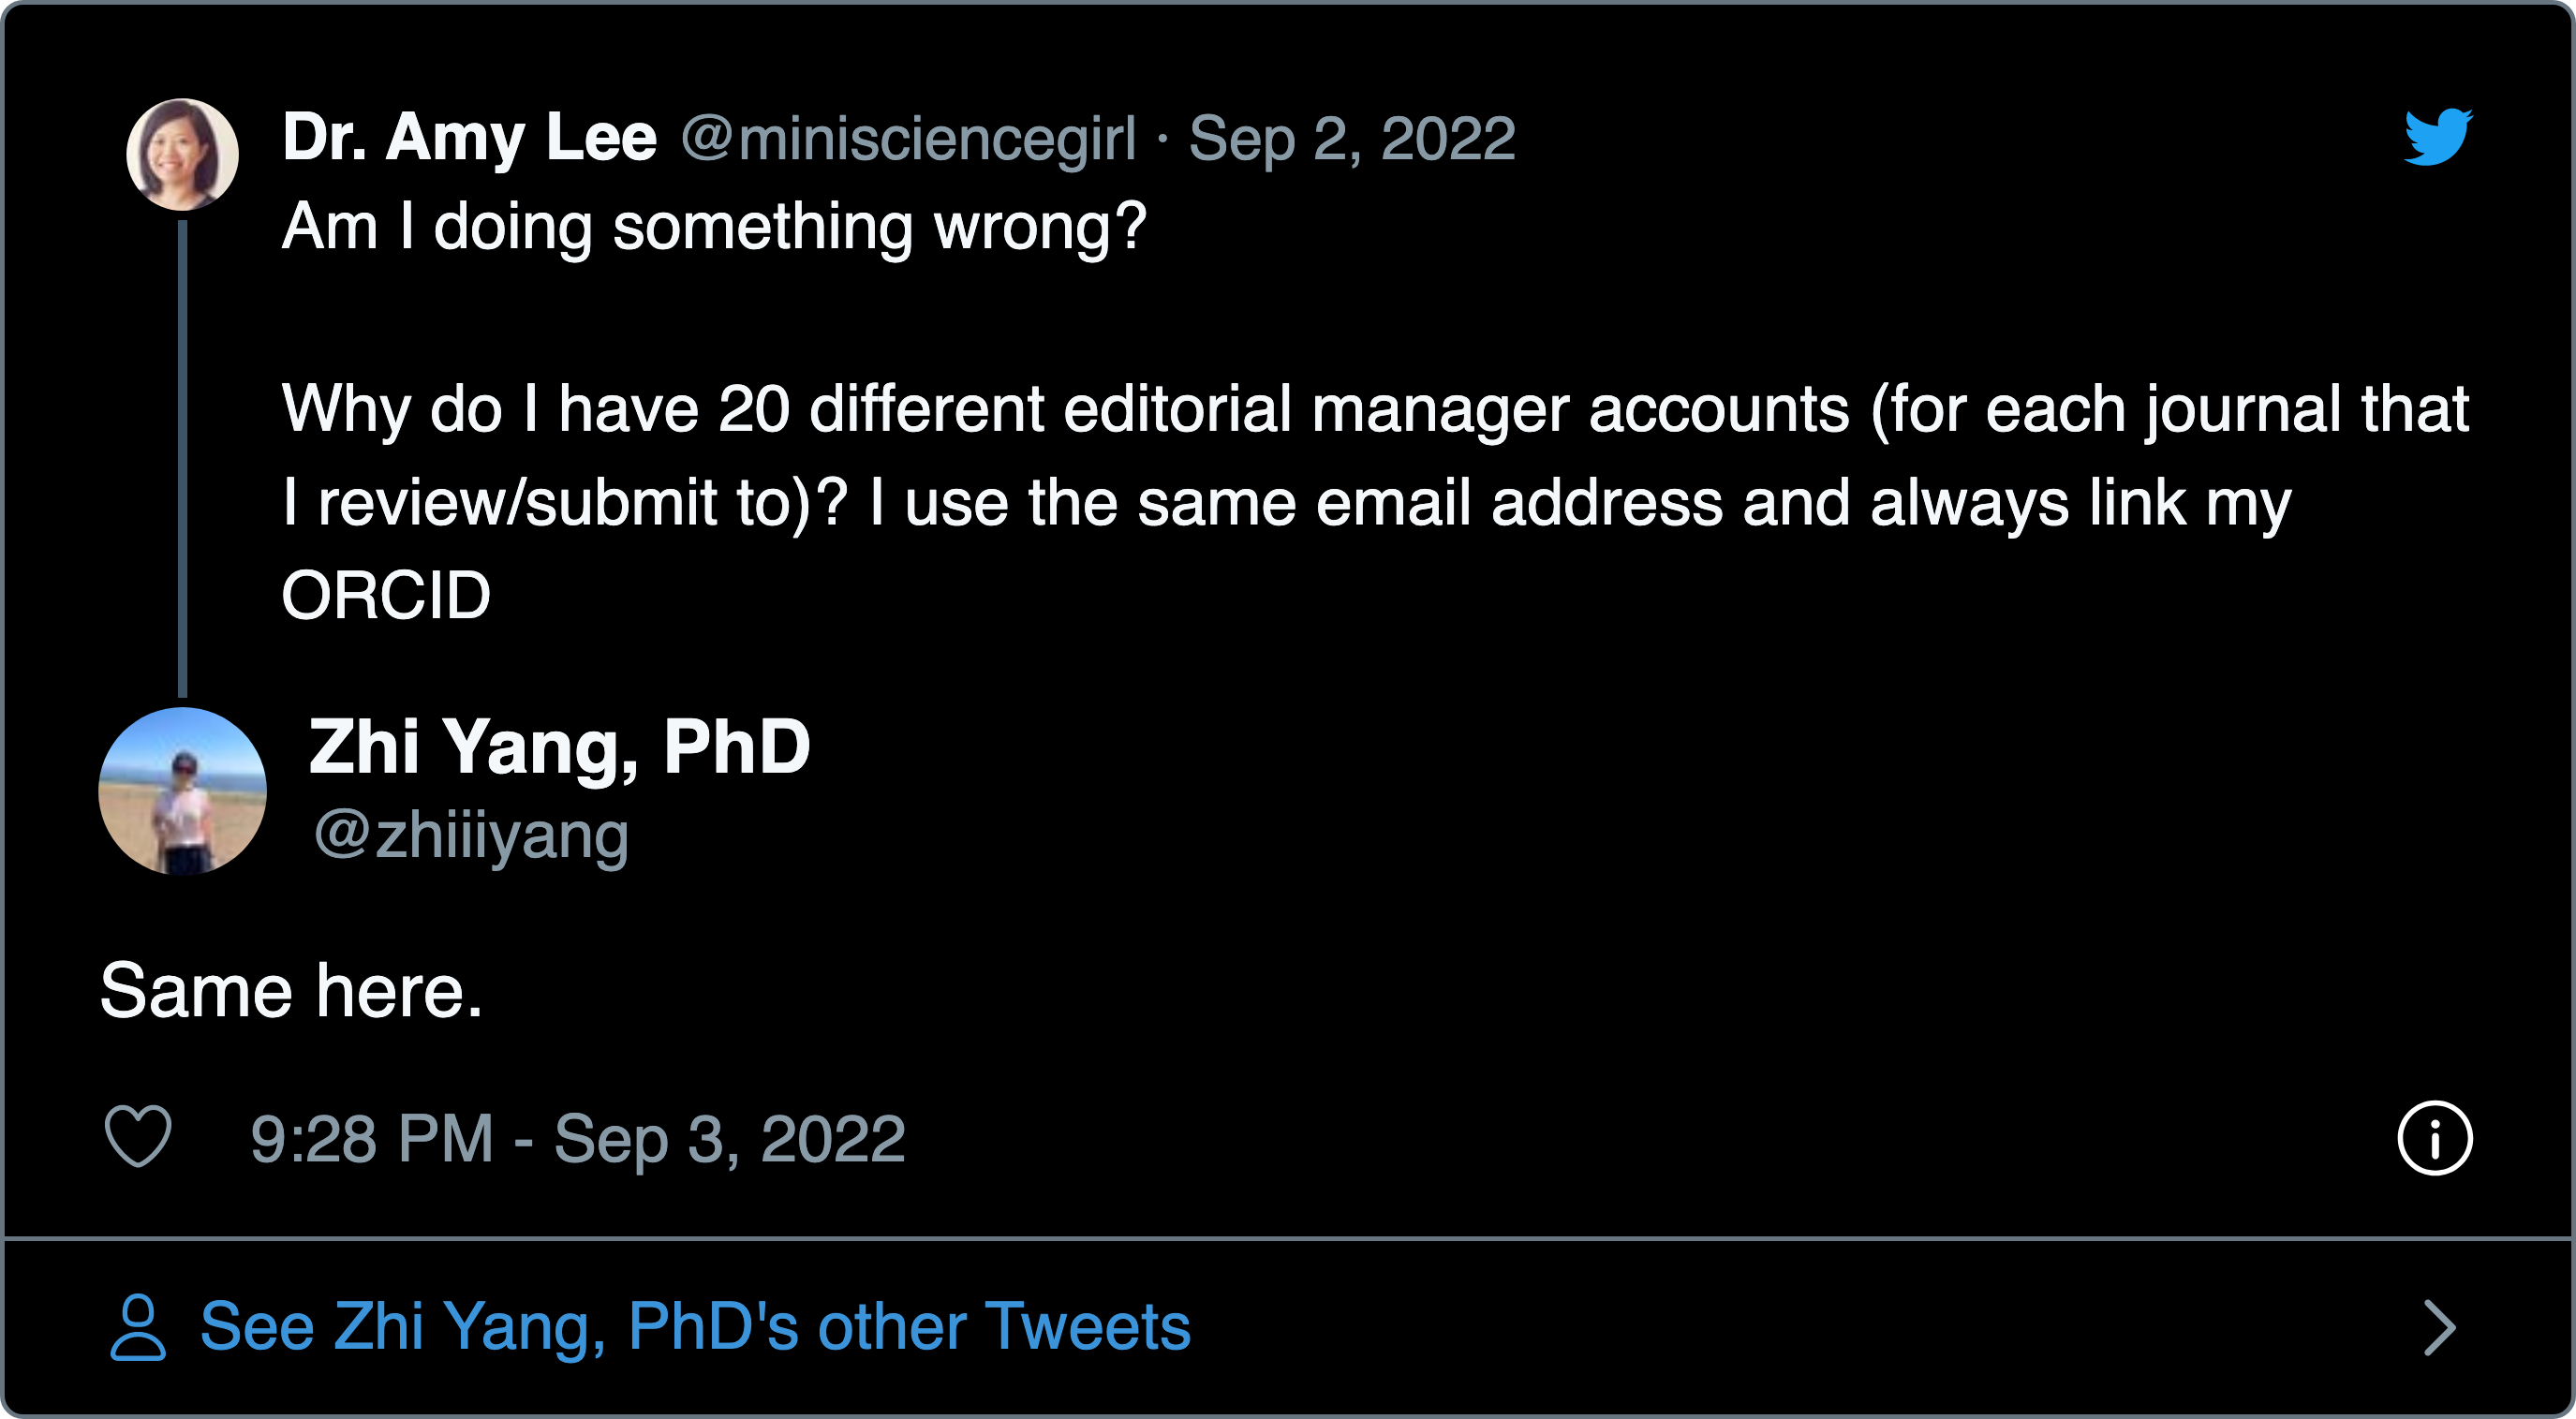 Dr. Amy Lee @minisciencegirl · Sep 2, 2022
Am I doing something wrong?
Why do I have 20 different editorial manager accounts (for each journal that
I review/submit to)? I use the same email address and always link my
ORCID
Zhi Yang, PhD
@zhiiiyang
Same here.
9:28 PM - Sep 3, 2022
See Zhi Yang, PhD's other Tweets